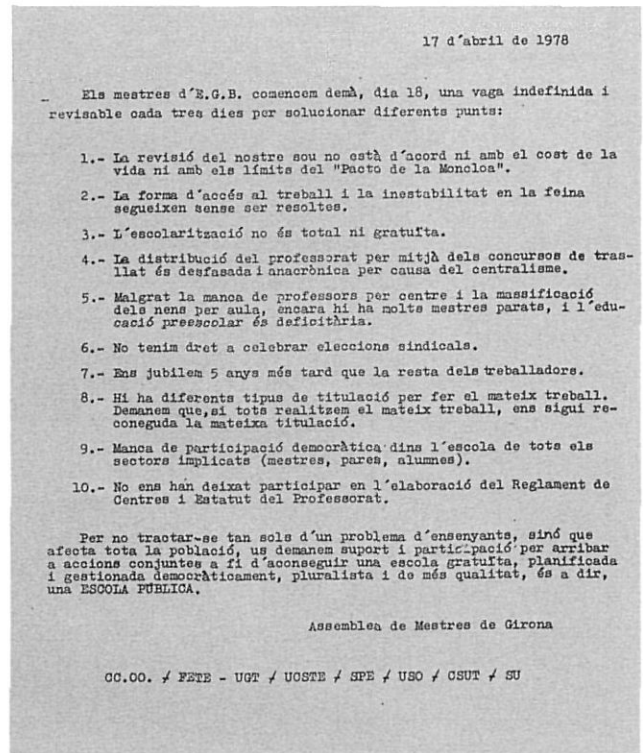 17 d´abril de 1978
Els mestres d´E.G.B. comencem demà, dia 18, una vaga indefinida i
revisable cada tres dies per solucionar diferents punts:
1.- La revisió del nostre sou no està d´acord ni amb el cost de la
vida ni amb els límits del "Pacto de la Moncloa".
2.- La forma d´accés al treball i la inestabilitat en la feina
segueixen sense ser resoltes.
3.- L´escolarització no és total ni gratuïta.
4.- La distribució del professorat per mitjà dels concursos de tras-
llat és desfasada i anacrònica per causa del centralisme.
5.- Malgrat la manca de professors per centre i la massificació
dels nens per aula, encara hi ha molts mestres parats, i l´edu-
cació preescolar és deficitària.
6.- No tenim dret a celebrar eleccions sindicals.
7.- Ens jubilem 5 anys més tard que la resta dels treballadors.
8.- Hi ha diferents tipus de titulació per fer el mateix treball.
Demanem que, si tots realitzem el mateix treball, ens sigui re-
coneguda la mateixa titulació.
9.- Manca de participació democràtica dins l´escola de tots els
sectors implicats (mestres, pares, alumnes).
10.- No ens han deixat participar en l´elaboració del Reglament de
Centres i Estatut del Professorat.
Per no tractar-se tan sols d´un problema d´ensenyants, sinó que
afecta tota la població, us demanem suport i participació per arribar
a accions conjuntes a fi d´aconseguir una escola gratuïta, planificada
i gestionada democràticament, pluralista i de més qualitat, és a dir,
una ESCOLA PÚBLICA.
Assemblea de Mestres de Girona
CC.OO. / FETE - UGT / UCSTE / SPE / USO / CSUT / SU